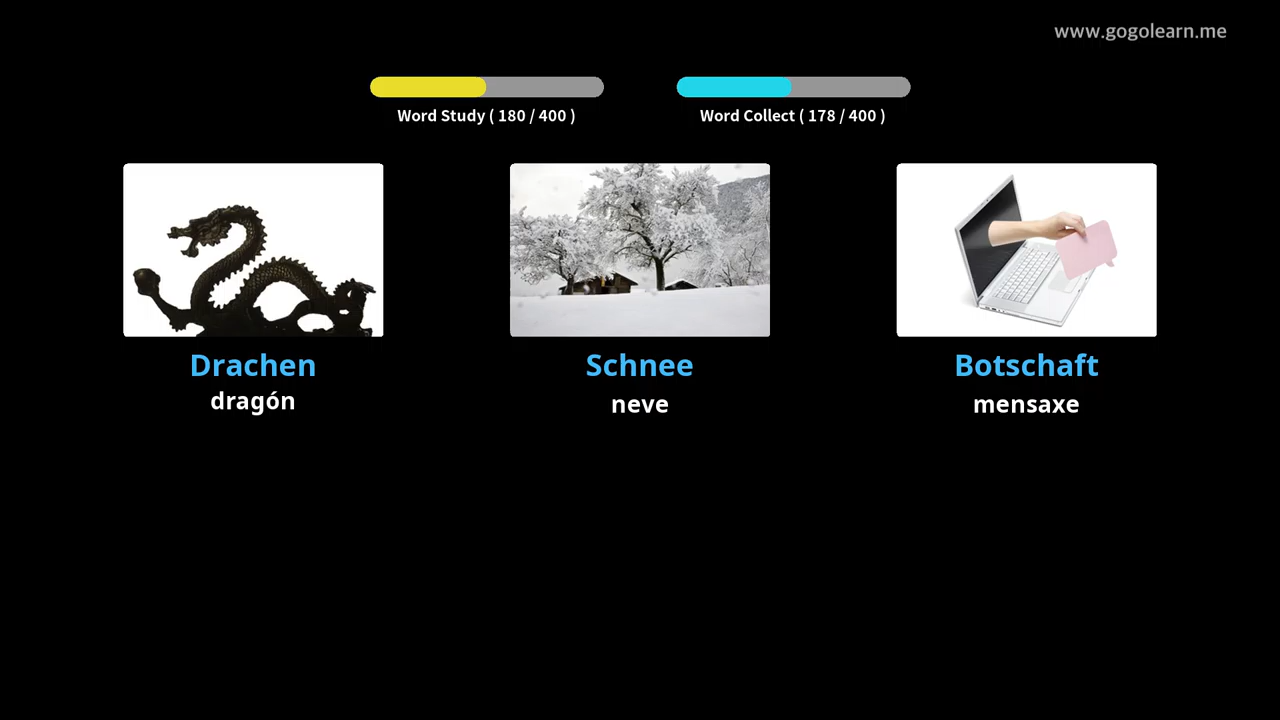 www.gogolearn.me
Word Study ( 180 / 400 )
Word Collect ( 178 / 400 )
Drachen
dragón
Schnee
neve
Botschaft
mensaxe